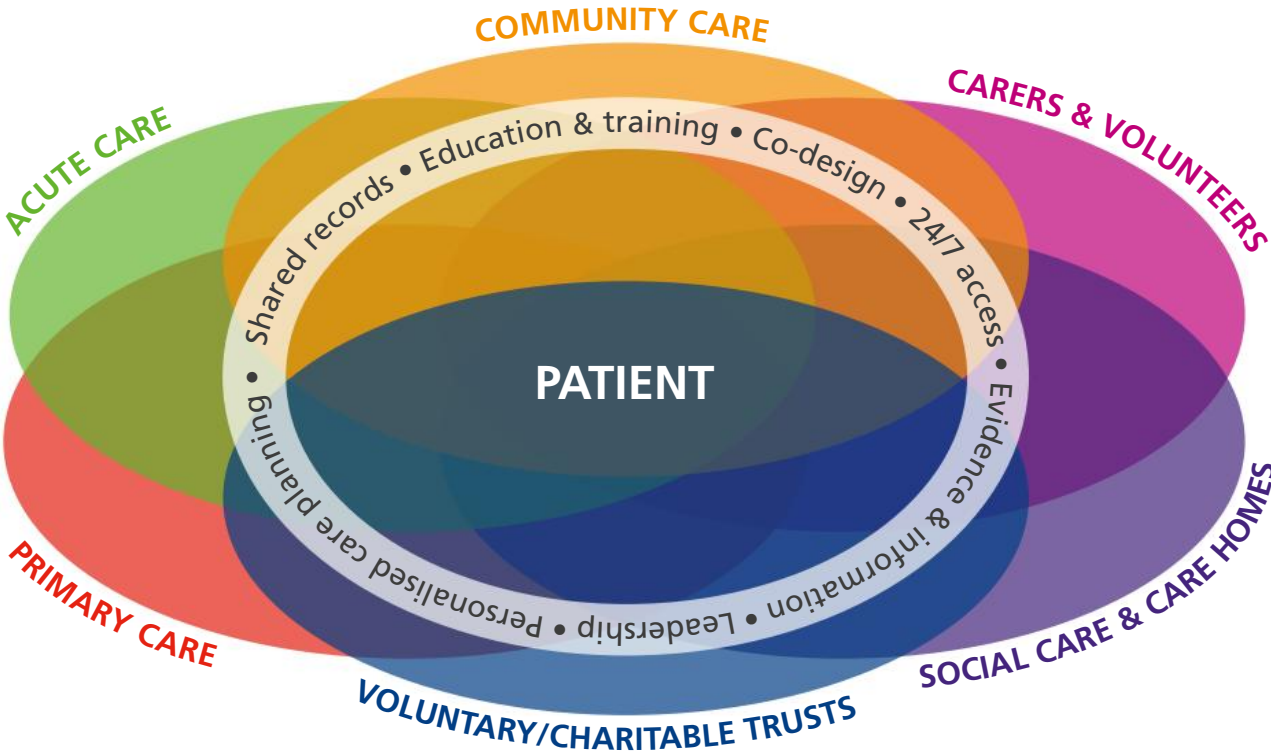 COMMUNITY CARE
CARERS & VOLUNTEERS
ACUTE CARE
Shared records • Education & training • Co-design • 24/7 access • Evidence & information • Leadership • Personalised care planning •
PATIENT
PRIMARY CARE
SOCIAL CARE & CARE HOMES
VOLUNTARY/CHARITABLE TRUSTS